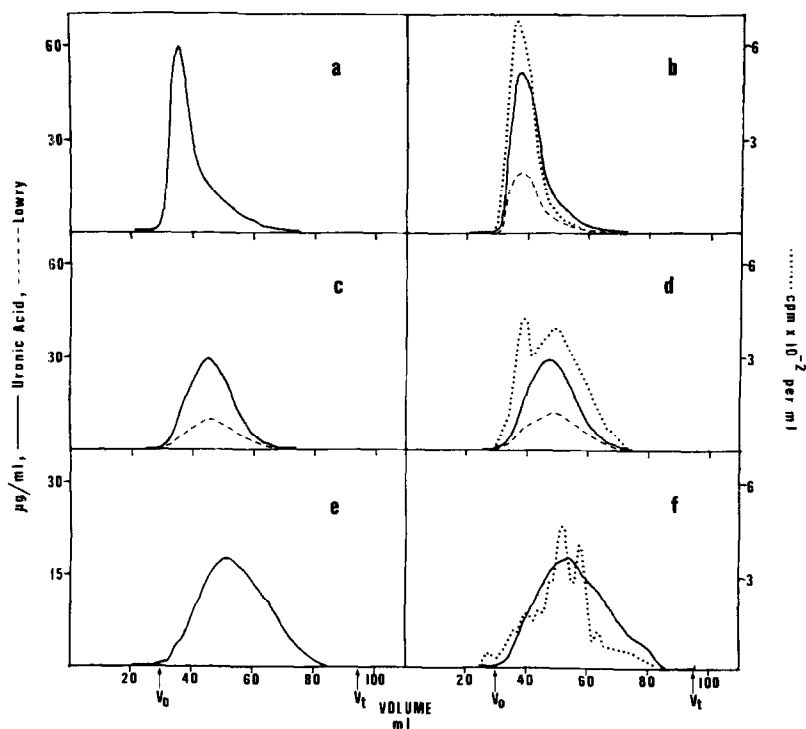 60
30
a
b
6
3
60
30
c
d
6
3
30
15
e
f
6
3
20 40 60 80 100
20 40 60 80 100
V₀ Vt VOLUME V₀ Vt
ml
µg/ml, Uronic Acid, Lowry
cpm x 10⁻² per ml